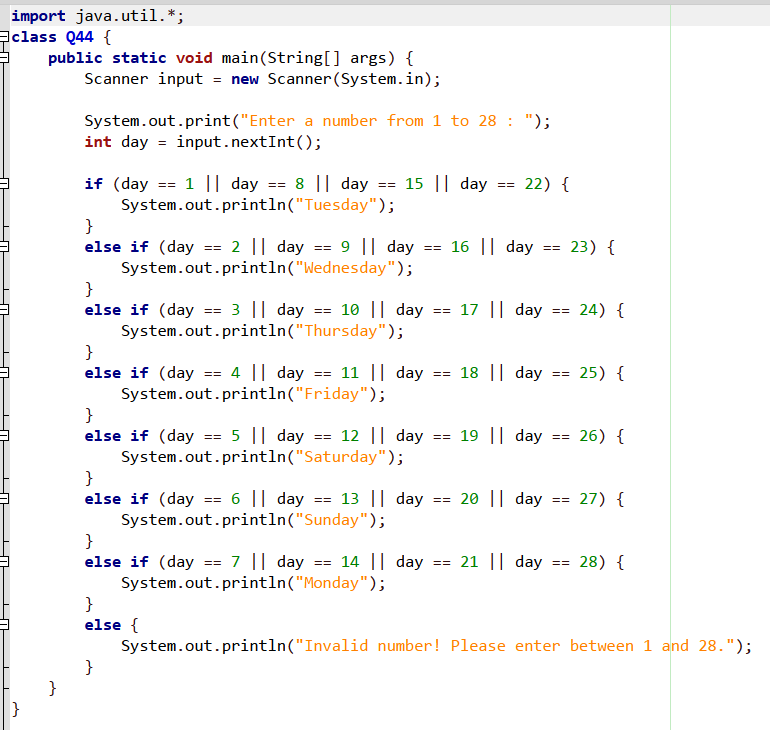 import java.util.*;
class Q44 {
    public static void main(String[] args) {
        Scanner input = new Scanner(System.in);

        System.out.print("Enter a number from 1 to 28 : ");
        int day = input.nextInt();

        if (day == 1 || day == 8 || day == 15 || day == 22) {
            System.out.println("Tuesday");
        }
        else if (day == 2 || day == 9 || day == 16 || day == 23) {
            System.out.println("Wednesday");
        }
        else if (day == 3 || day == 10 || day == 17 || day == 24) {
            System.out.println("Thursday");
        }
        else if (day == 4 || day == 11 || day == 18 || day == 25) {
            System.out.println("Friday");
        }
        else if (day == 5 || day == 12 || day == 19 || day == 26) {
            System.out.println("Saturday");
        }
        else if (day == 6 || day == 13 || day == 20 || day == 27) {
            System.out.println("Sunday");
        }
        else if (day == 7 || day == 14 || day == 21 || day == 28) {
            System.out.println("Monday");
        }
        else {
            System.out.println("Invalid number! Please enter between 1 and 28.");
        }
    }
}